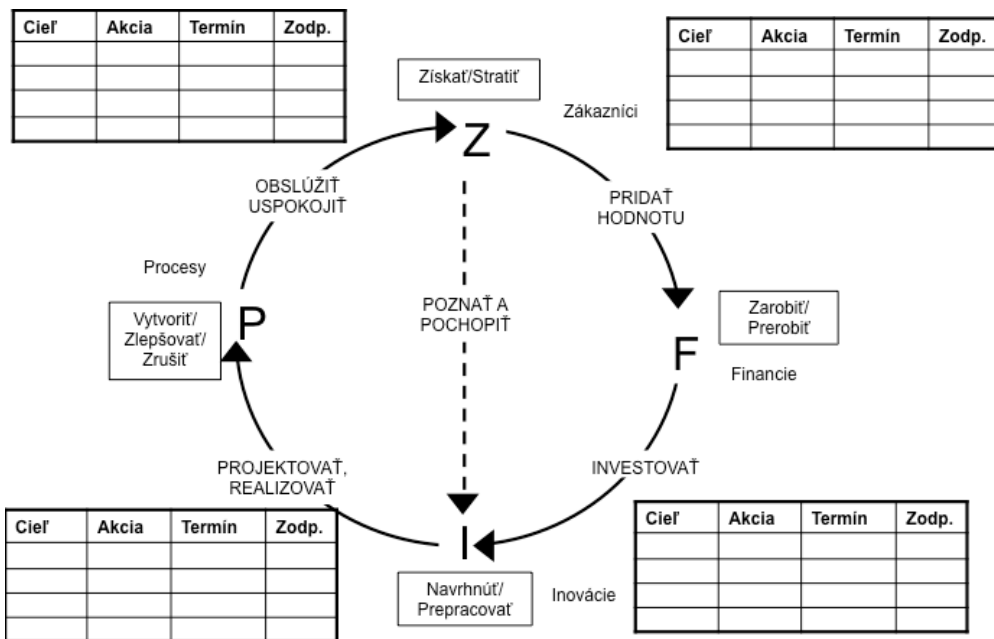 Cieľ Akcia Termín Zodp.
Cieľ Akcia Termín Zodp.
Získať/Stratiť
Zákazníci
Z
OBSLÚŽIŤ
USPOKOJIŤ
PRIDAŤ
HODNOTU
Procesy
Vytvoriť/
Zlepšovať/
Zrušiť
P
POZNAŤ A
POCHOPIŤ
Zarobiť/
Prerobiť
F
Financie
PROJEKTOVAŤ,
REALIZOVAŤ
INVESTOVAŤ
Cieľ Akcia Termín Zodp.
I
Cieľ Akcia Termín Zodp.
Navrhnúť/
Prepracovať
Inovácie